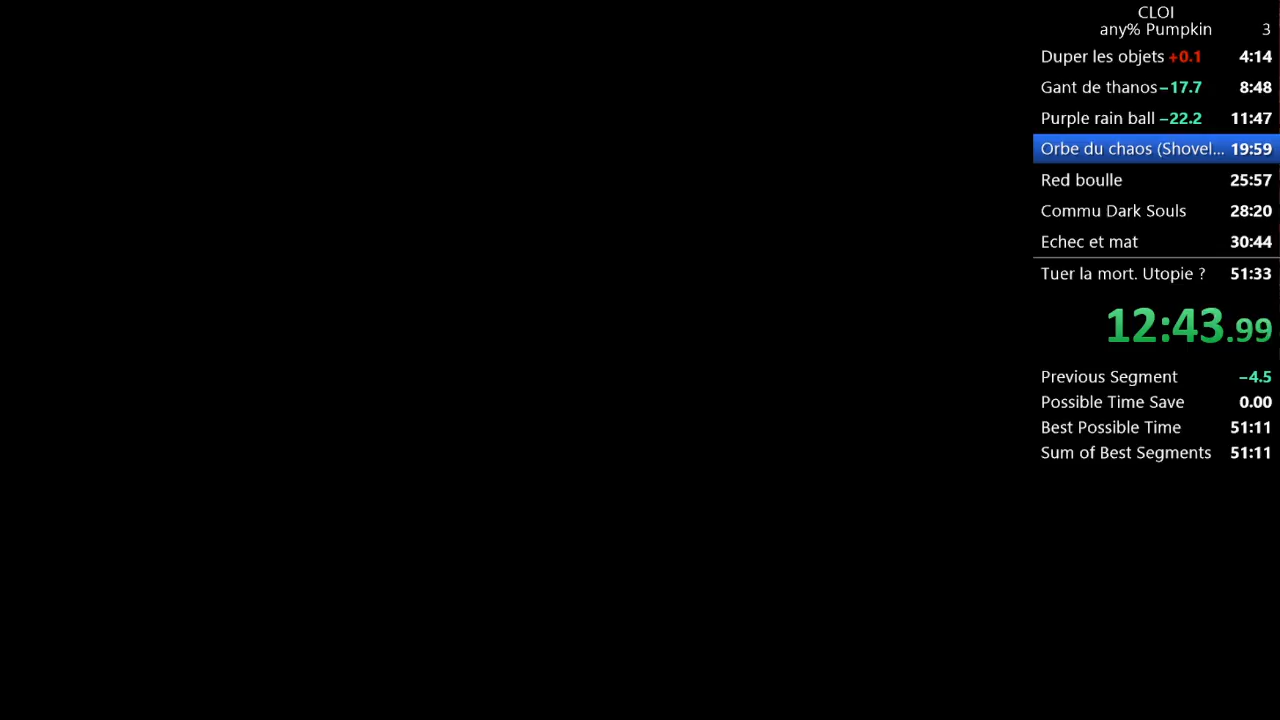 CLOI
any% Pumpkin 3
Duper les objets +0.1 4:14
Gant de thanos −17.7 8:48
Purple rain ball −22.2 11:47
Orbe du chaos (Shovel... 19:59
Red boulle 25:57
Commu Dark Souls 28:20
Echec et mat 30:44
Tuer la mort. Utopie ? 51:33
12:43.99
Previous Segment −4.5
Possible Time Save 0.00
Best Possible Time 51:11
Sum of Best Segments 51:11